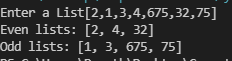 Enter a List[2,1,3,4,675,32,75]
Even lists: [2, 4, 32]
Odd lists: [1, 3, 675, 75]